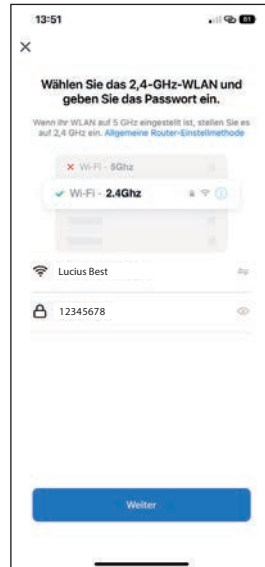 13:51
Wählen Sie das 2,4-GHz-WLAN und
geben Sie das Passwort ein.
Wenn Ihr WLAN auf 5 GHz eingestellt ist, stellen Sie es
auf 2,4 GHz ein. Allgemeine Router-Einstellmethode
Wi-Fi - 5Ghz
Wi-Fi - 2.4Ghz
Lucius Best
12345678
Weiter